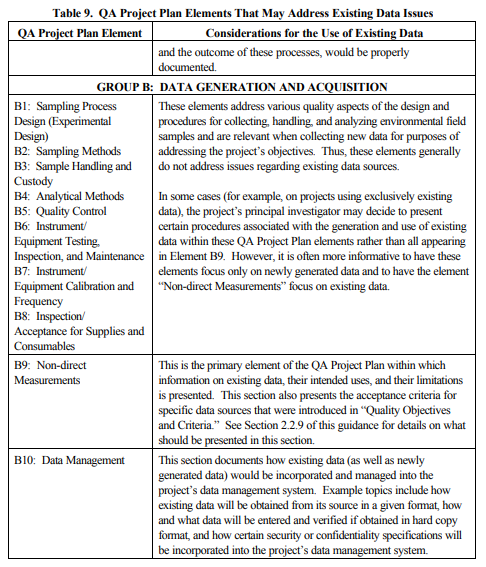 Table 9.  QA Project Plan Elements That May Address Existing Data Issues
QA Project Plan Element
Considerations for the Use of Existing Data
and the outcome of these processes, would be properly
documented.
GROUP B:  DATA GENERATION AND ACQUISITION
B1:  Sampling Process
Design (Experimental
Design)
B2:  Sampling Methods
B3:  Sample Handling and
Custody
B4:  Analytical Methods
B5:  Quality Control
B6:  Instrument/
Equipment Testing,
Inspection, and Maintenance
B7:  Instrument/
Equipment Calibration and
Frequency
B8:  Inspection/
Acceptance for Supplies and
Consumables
These elements address various quality aspects of the design and
procedures for collecting, handling, and analyzing environmental field
samples and are relevant when collecting new data for purposes of
addressing the project's objectives.  Thus, these elements generally
do not address issues regarding existing data sources.
In some cases (for example, on projects using exclusively existing
data), the project's principal investigator may decide to present
certain procedures associated with the generation and use of existing
data within these QA Project Plan elements rather than all appearing
in Element B9.  However, it is often more informative to have these
elements focus only on newly generated data and to have the element
“Non-direct Measurements” focus on existing data.
B9:  Non-direct
Measurements
This is the primary element of the QA Project Plan within which
information on existing data, their intended uses, and their limitations
is presented.  This section also presents the acceptance criteria for
specific data sources that were introduced in “Quality Objectives
and Criteria.”  See Section 2.2.9 of this guidance for details on what
should be presented in this section.
B10:  Data Management
This section documents how existing data (as well as newly
generated data) would be incorporated and managed into the
project's data management system.  Example topics include how
existing data will be obtained from its source in a given format, how
and what data will be entered and verified if obtained in hard copy
format, and how certain security or confidentiality specifications will
be incorporated into the project's data management system.